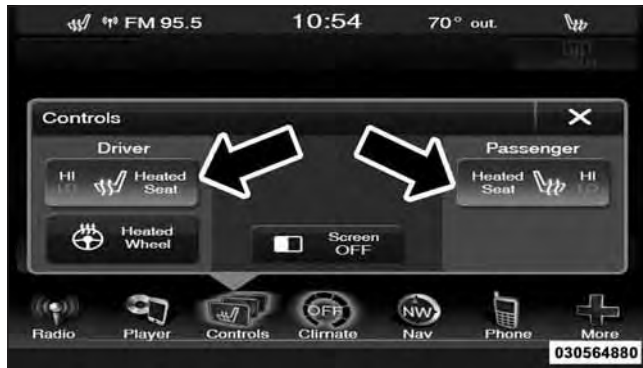 FM 95.5 10:54 70° out.
Controls
Driver Passenger
HI Heated Heated HI
LO Seat Seat LO
Heated
Wheel
Screen
OFF
OFF NW
Radio Player Controls Climate Nav Phone More
030564880